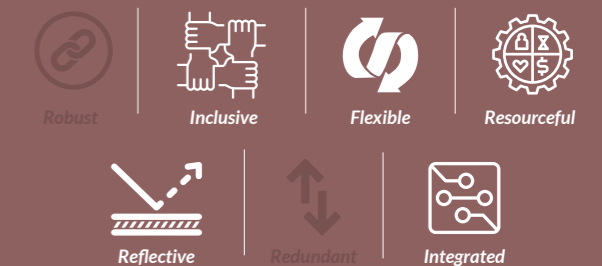 Robust
Inclusive
Flexible
Resourceful
Reflective
Redundant
Integrated